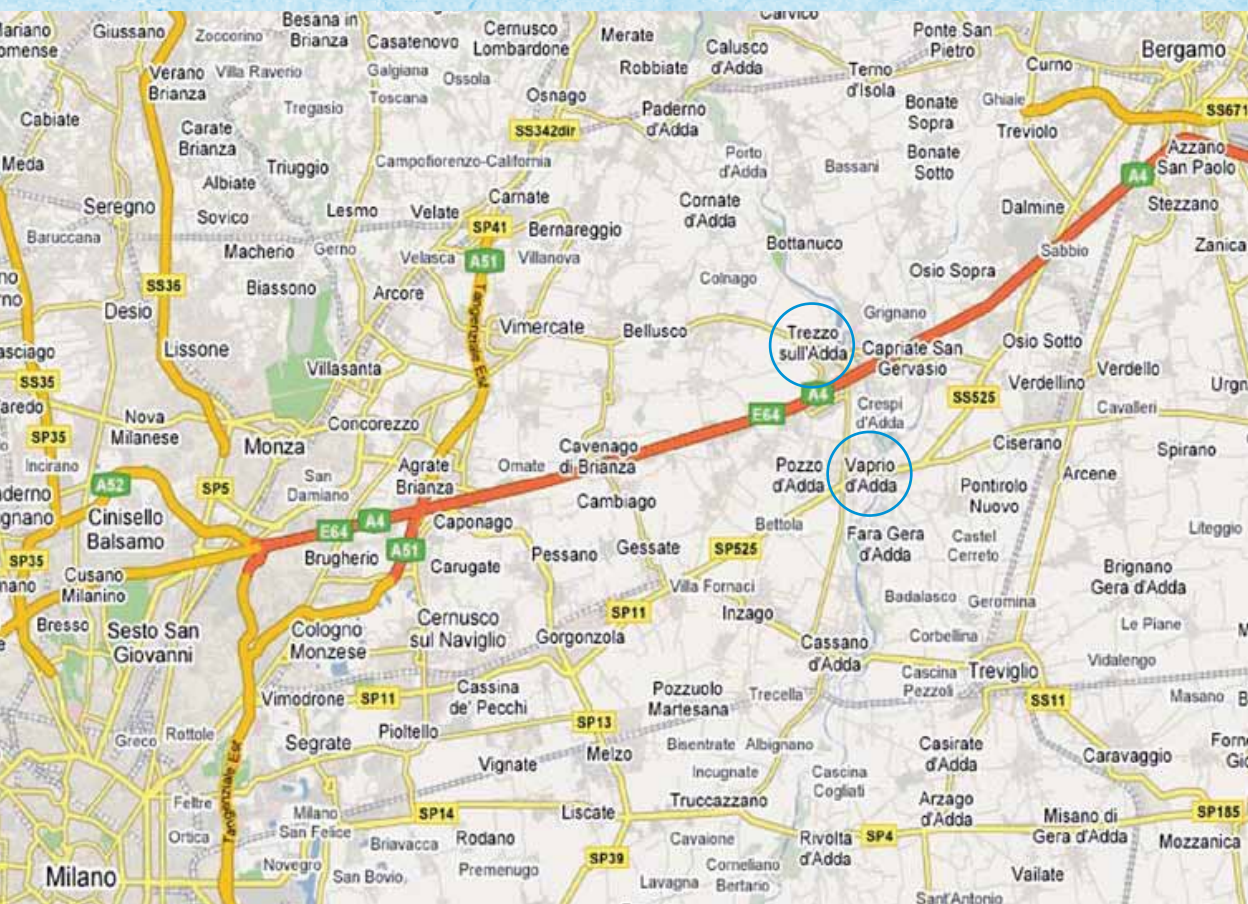 Giussano
Zoccorino
Besana in
Brianza
Casatenovo
Cernusco
Lombardone
Merate
Calusco
d'Adda
Ponte San
Pietro
Bergamo
Verano
Brianza
Villa Raverio
Galgiana
Ossola
Robbiate
Terno
d'Isola
Curno
Cabiate
Tregasio
Toscana
Osnago
Paderno
d'Adda
Bonate
Sopra
Ghiaie
SS671
Carate
Brianza
SS342dir
Treviolo
Meda
Triuggio
Campofiorenzo-California
Porto
d'Adda
Bassani
Bonate
Sotto
Azzano
San Paolo
A4
Albiate
Seregno
Sovico
Lesmo
Velate
Carnate
Cornate
d'Adda
Dalmine
Stezzano
Baruccana
Macherio
Gerno
SP41
Bernareggio
Bottanuco
Sabbio
Zanica
Velasca
A51
Villanova
SS36
Biassono
Arcore
Colnago
Osio Sopra
Desio
Tangenziale Est
Vimercate
Bellusco
Trezzo
sull'Adda
Grignano
Lissone
Capriate San
Gervasio
Osio Sotto
Villasanta
Verdellino
Verdello
SS35
A4
SS525
Nova
Milanese
Concorezzo
E64
Crespi
d'Adda
Cavalleri
SP35
Monza
Cavenago
di Brianza
Ciserano
Spirano
Incirano
San
Damiano
Agrate
Brianza
Omate
Pozzo
d'Adda
Vaprio
d'Adda
Arcene
A52
SP5
Cambiago
Pontirolo
Nuovo
Cinisello
Balsamo
E64
A4
Caponago
Bettola
Fara Gera
d'Adda
Castel
Cerreto
Liteggio
SP35
Brugherio
A51
Carugate
Pessano
Gessate
SP525
Brignano
Gera d'Adda
Cusano
Milanino
Villa Fornaci
Badalasco
Geromina
Bresso
Sesto San
Giovanni
Cologno
Monzese
Cernusco
sul Naviglio
SP11
Inzago
Le Piane
Gorgonzola
Cassano
d'Adda
Corbellina
Treviglio
Vidalengo
Vimodrone
SP11
Cassina
de' Pecchi
Pozzuolo
Martesana
Trecella
Cascina
Pezzoli
SS11
Masano
Greco
Rottole
Segrate
Pioltello
SP13
Melzo
Bisentrate
Albignano
Casirate
d'Adda
Caravaggio
Tangenziale Est
Vignate
Incugnate
Cascina
Cogliati
Feltre
Milano
San Felice
SP14
Liscate
Truccazzano
Arzago
d'Adda
Misano di
Gera d'Adda
SP185
Ortica
Briavacca
Rodano
Cavaione
Rivolta
d'Adda
SP4
Mozzanica
Milano
Novegro
San Bovio
Premenugo
SP39
Lavagna
Corneliano
Bertario
Vailate
Sant'Antonio